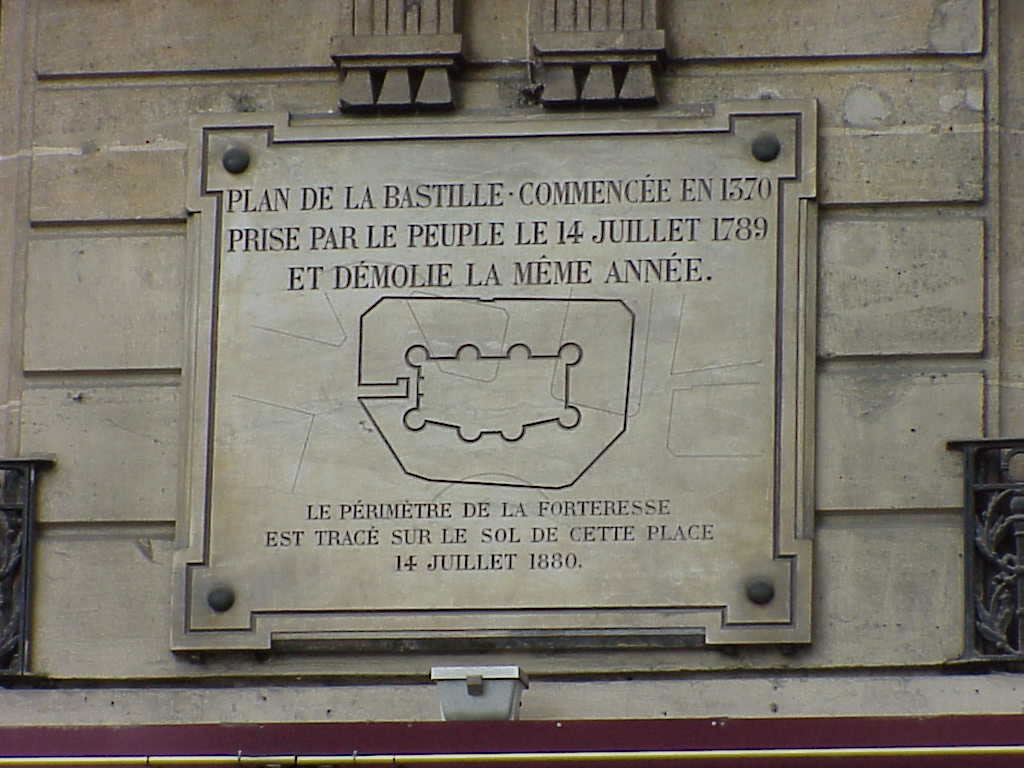 PLAN DE LA BASTILLE · COMMENCÉE EN 1370
PRISE PAR LE PEUPLE LE 14 JUILLET 1789
ET DÉMOLIE LA MÊME ANNÉE.
LE PÉRIMÈTRE DE LA FORTERESSE
EST TRACÉ SUR LE SOL DE CETTE PLACE
14 JUILLET 1880.